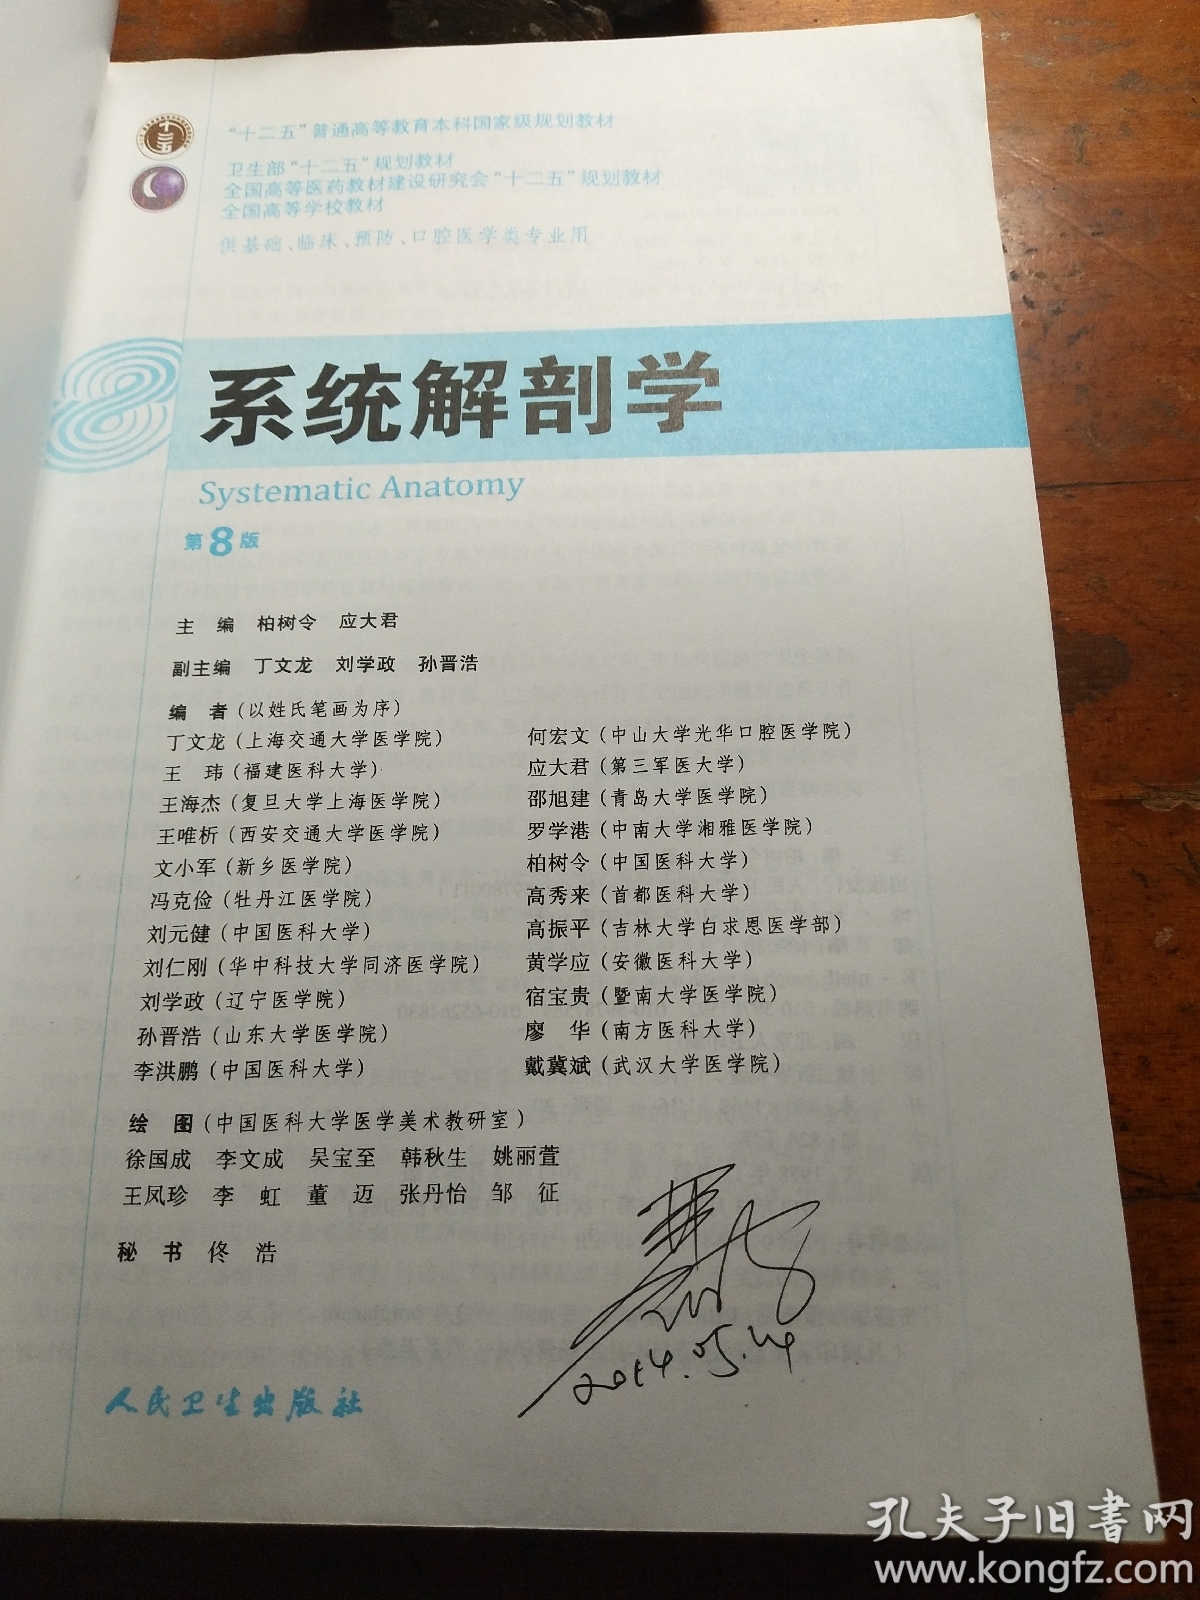 十二五
"十二五"普通高等教育本科国家级规划教材
卫生部"十二五"规划教材
全国高等医药教材建设研究会"十二五"规划教材
全国高等学校教材
供基础、临床、预防、口腔医学类专业用
8
系统解剖学
Systematic Anatomy
第8版
主 编 柏树令 应大君
副主编 丁文龙 刘学政 孙晋浩
编 者(以姓氏笔画为序)
丁文龙(上海交通大学医学院)
王 玮(福建医科大学)
王海杰(复旦大学上海医学院)
王唯析(西安交通大学医学院)
文小军(新乡医学院)
冯克俭(牡丹江医学院)
刘元健(中国医科大学)
刘仁刚(华中科技大学同济医学院)
刘学政(辽宁医学院)
孙晋浩(山东大学医学院)
李洪鹏(中国医科大学)
何宏文(中山大学光华口腔医学院)
应大君(第三军医大学)
邵旭建(青岛大学医学院)
罗学港(中南大学湘雅医学院)
柏树令(中国医科大学)
高秀来(首都医科大学)
高振平(吉林大学白求恩医学部)
黄学应(安徽医科大学)
宿宝贵(暨南大学医学院)
廖 华(南方医科大学)
戴冀斌(武汉大学医学院)
绘 图(中国医科大学医学美术教研室)
徐国成 李文成 吴宝至 韩秋生 姚丽萱
王凤珍 李 虹 董 迈 张丹怡 邹 征
秘 书 佟 浩
2014.05.24
人民卫生出版社
孔夫子旧书网
www.kongfz.com